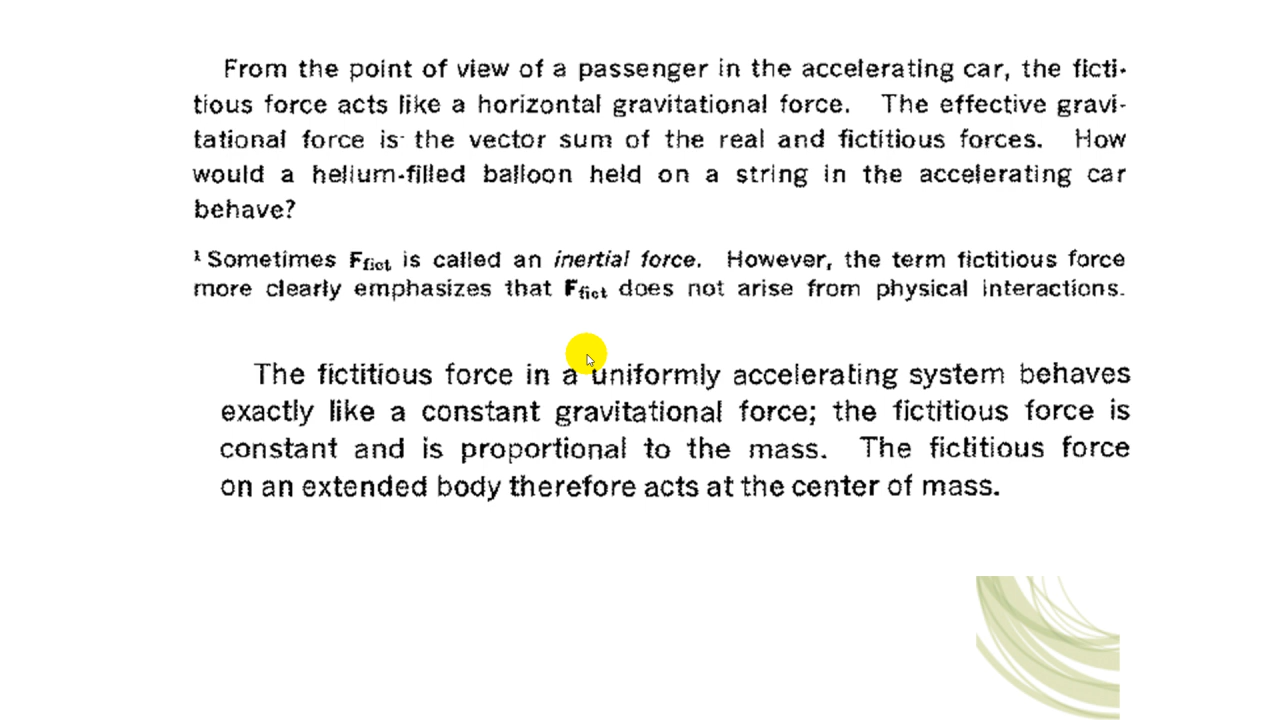 From the point of view of a passenger in the accelerating car, the ficti-
tious force acts like a horizontal gravitational force. The effective gravi-
tational force is the vector sum of the real and fictitious forces. How
would a helium-filled balloon held on a string in the accelerating car
behave?
¹ Sometimes Ffict is called an inertial force. However, the term fictitious force
more clearly emphasizes that Ffict does not arise from physical interactions.
The fictitious force in a uniformly accelerating system behaves
exactly like a constant gravitational force; the fictitious force is
constant and is proportional to the mass. The fictitious force
on an extended body therefore acts at the center of mass.